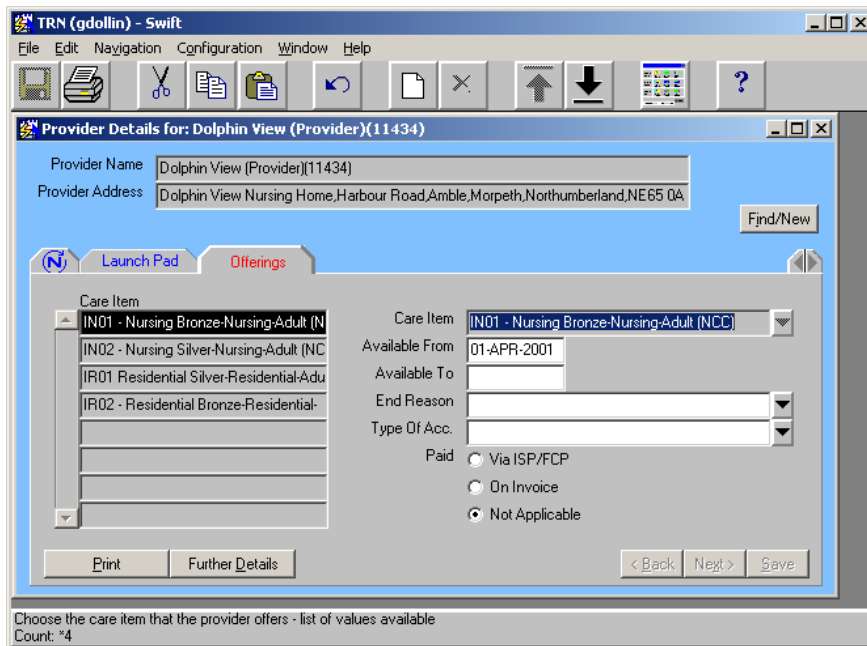 TRN (gdollin) - Swift
File Edit Navigation Configuration Window Help
?
Provider Details for: Dolphin View (Provider)(11434)
Provider Name Dolphin View (Provider)(11434)
Provider Address Dolphin View Nursing Home,Harbour Road,Amble,Morpeth,Northumberland,NE65 0A
Find/New
N Launch Pad Offerings
Care Item
IN01 - Nursing Bronze-Nursing-Adult (N
IN02 - Nursing Silver-Nursing-Adult (NC
IR01 Residential Silver-Residential-Adu
IR02 - Residential Bronze-Residential-
Care Item IN01 - Nursing Bronze-Nursing-Adult (NCC)
Available From 01-APR-2001
Available To
End Reason
Type Of Acc.
Paid Via ISP/FCP
On Invoice
Not Applicable
Print Further Details < Back Next > Save
Choose the care item that the provider offers - list of values available
Count: *4